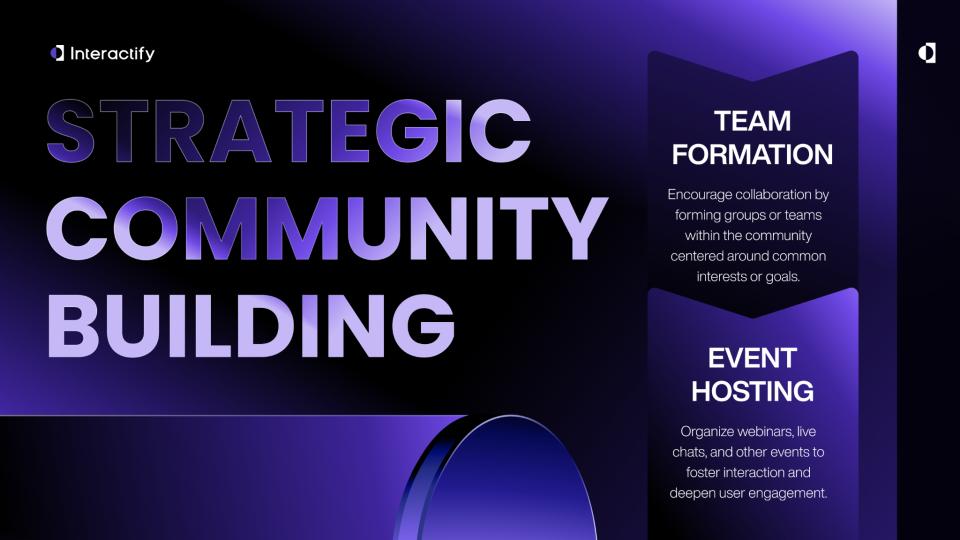 Interactify
STRATEGIC
COMMUNITY
BUILDING
TEAM
FORMATION
Encourage collaboration by
forming groups or teams
within the community
centered around common
interests or goals.
EVENT
HOSTING
Organize webinars, live
chats, and other events to
foster interaction and
deepen user engagement.